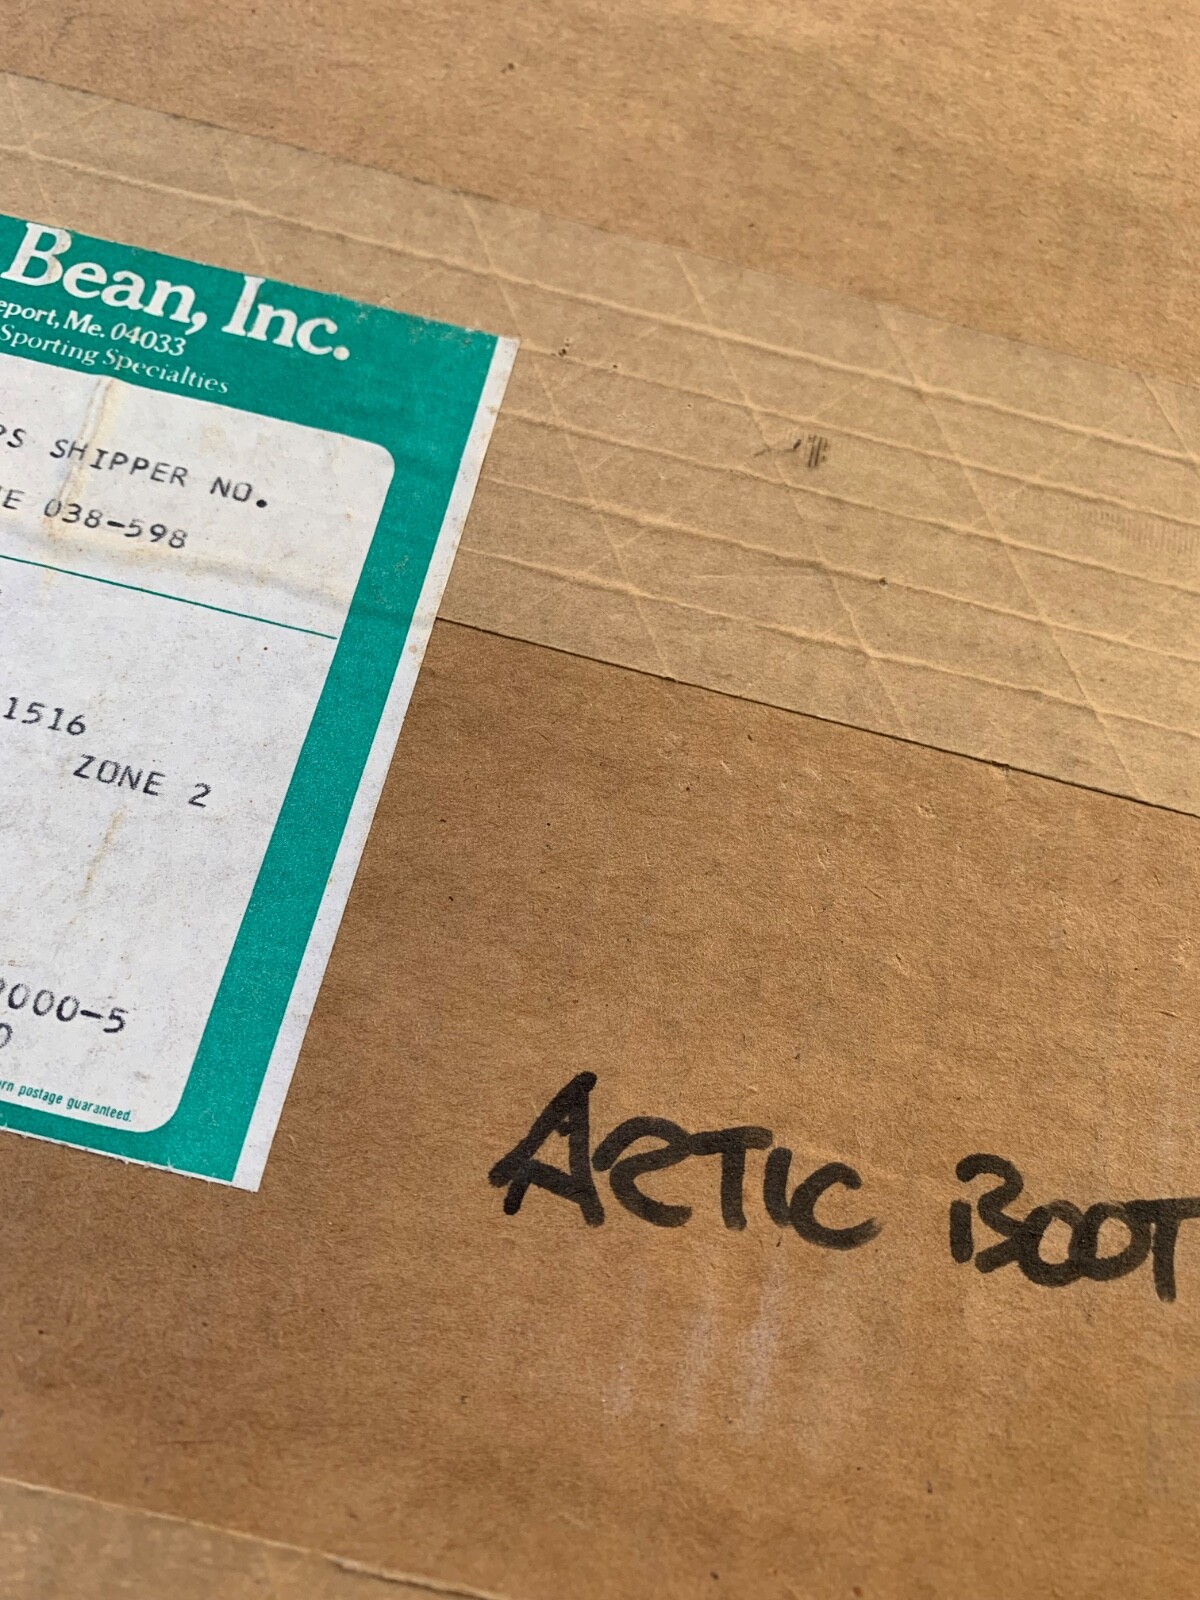 Bean, Inc.
eport, Me. 04033
Sporting Specialties
PS SHIPPER NO.
E 038-598
1516
ZONE 2
000-5
rn postage guaranteed.
ARTIC BOOT